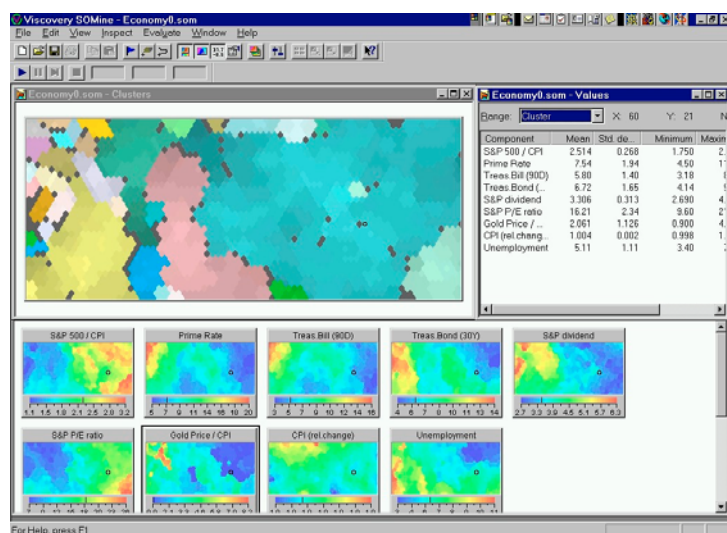 Viscovery SOMine - Economy0.som
File Edit View Inspect Evaluate Window Help
Economy0.som - Clusters
Economy0.som - Values
Range: Cluster X: 60 Y: 21 N
Component Mean Std. de... Minimum Maxin
S&P 500 / CPI 2.514 0.268 1.750 2.
Prime Rate 7.54 1.94 4.50 1
Treas.Bill (90D) 5.80 1.40 3.18
Treas.Bond (... 6.72 1.65 4.14
S&P dividend 3.306 0.313 2.690 4.
S&P P/E ratio 16.21 2.34 9.60 2
Gold Price / ... 2.061 1.126 0.900 4.
CPI (rel.chang... 1.004 0.002 0.998 1.
Unemployment 5.11 1.11 3.40
S&P 500 / CPI Prime Rate Treas.Bill (90D) Treas.Bond (30Y) S&P dividend
1.1 1.5 1.8 2.1 2.5 2.8 3.2 5 7 9 11 13 14 16 18 20 3 5 7 9 10 12 14 16 4 6 7 8 10 11 13 14 2.7 3.3 3.9 4.5 5.1 5.7 6.3
S&P P/E ratio Gold Price / CPI CPI (rel.change) Unemployment
For Help, press F1